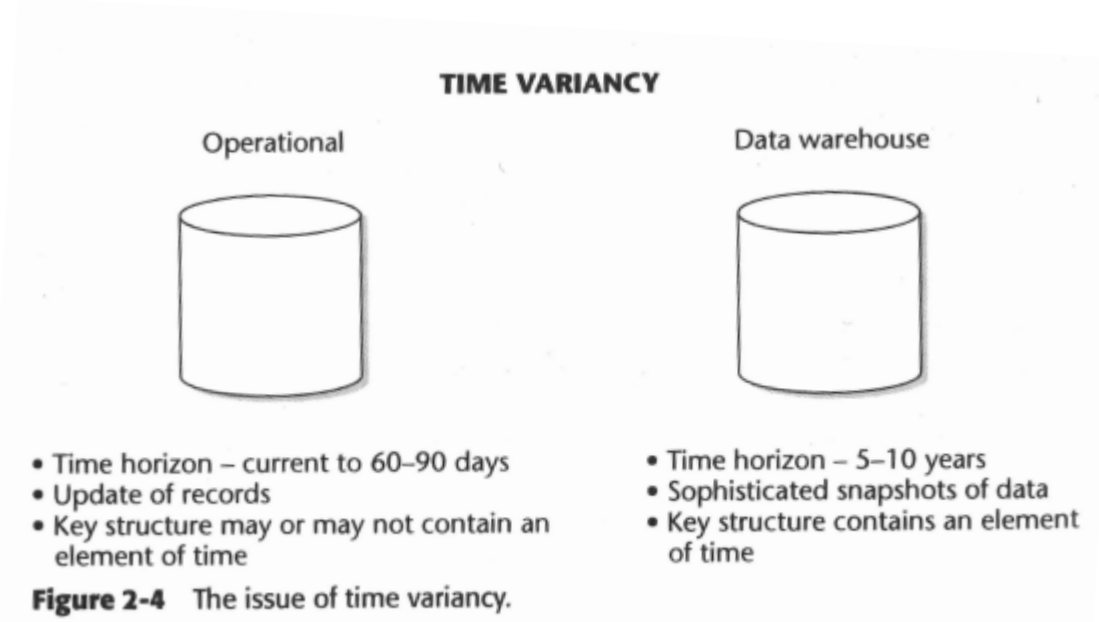 TIME VARIANCY
Operational
Data warehouse
• Time horizon – current to 60–90 days
• Update of records
• Key structure may or may not contain an
element of time
• Time horizon – 5–10 years
• Sophisticated snapshots of data
• Key structure contains an element
of time
Figure 2-4 The issue of time variancy.